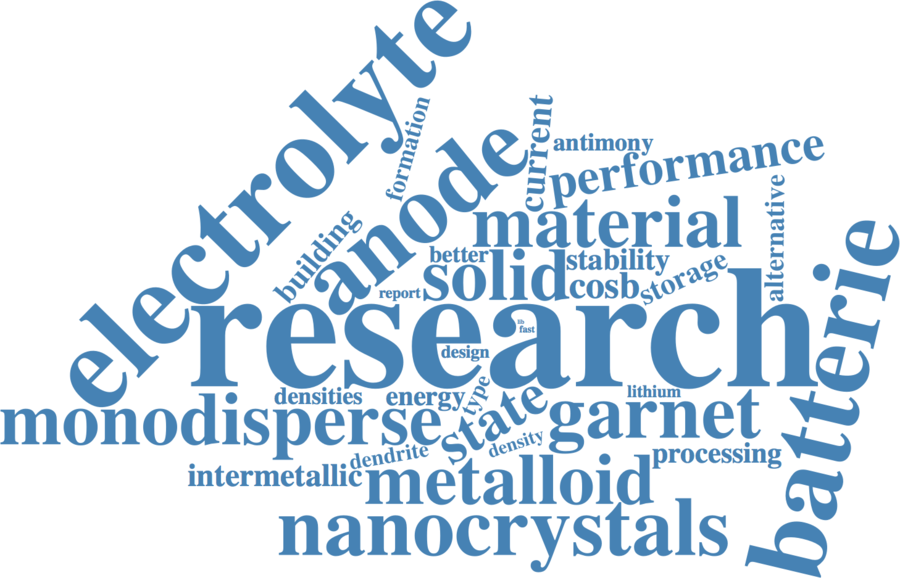 electrolyte
formation
current
antimony
anode
performance
material
alternative
building
better
stability
batterie
solid
cosb
storage
report
research
lib
fast
design
densities
energy
type
lithium
monodisperse
state
garnet
density
dendrite
processing
intermetallic
metalloid
nanocrystals